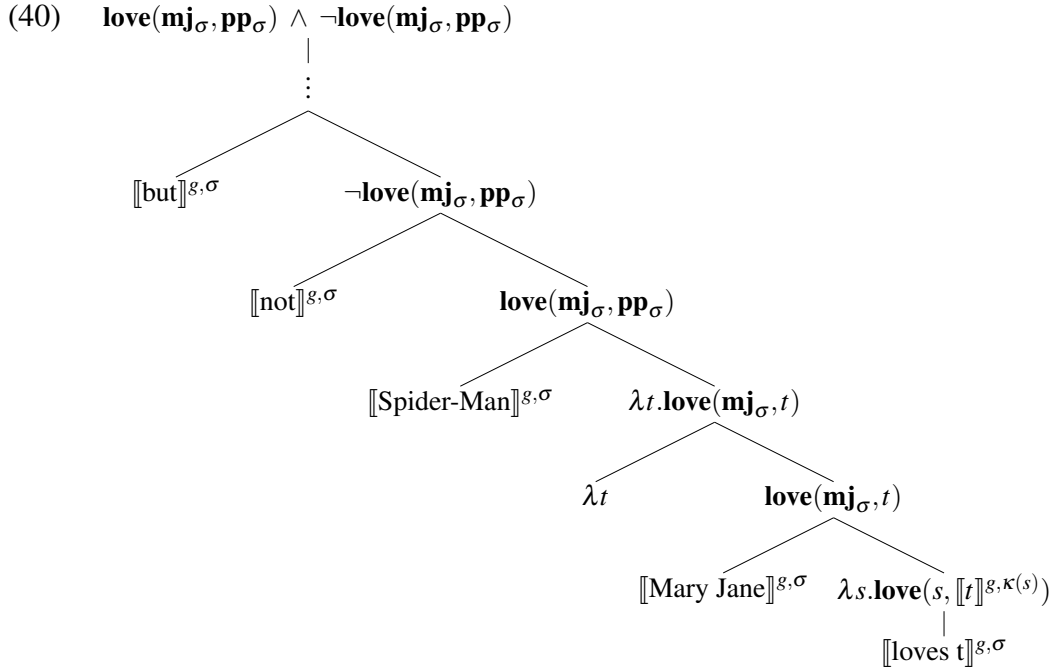 (40) love(mj_σ, pp_σ) ∧ ¬love(mj_σ, pp_σ)
⋮
⟦but⟧^{g,σ} ¬love(mj_σ, pp_σ)
⟦not⟧^{g,σ} love(mj_σ, pp_σ)
⟦Spider-Man⟧^{g,σ} λt.love(mj_σ, t)
λt love(mj_σ, t)
⟦Mary Jane⟧^{g,σ} λs.love(s, ⟦t⟧^{g,κ(s)})
⟦loves t⟧^{g,σ}